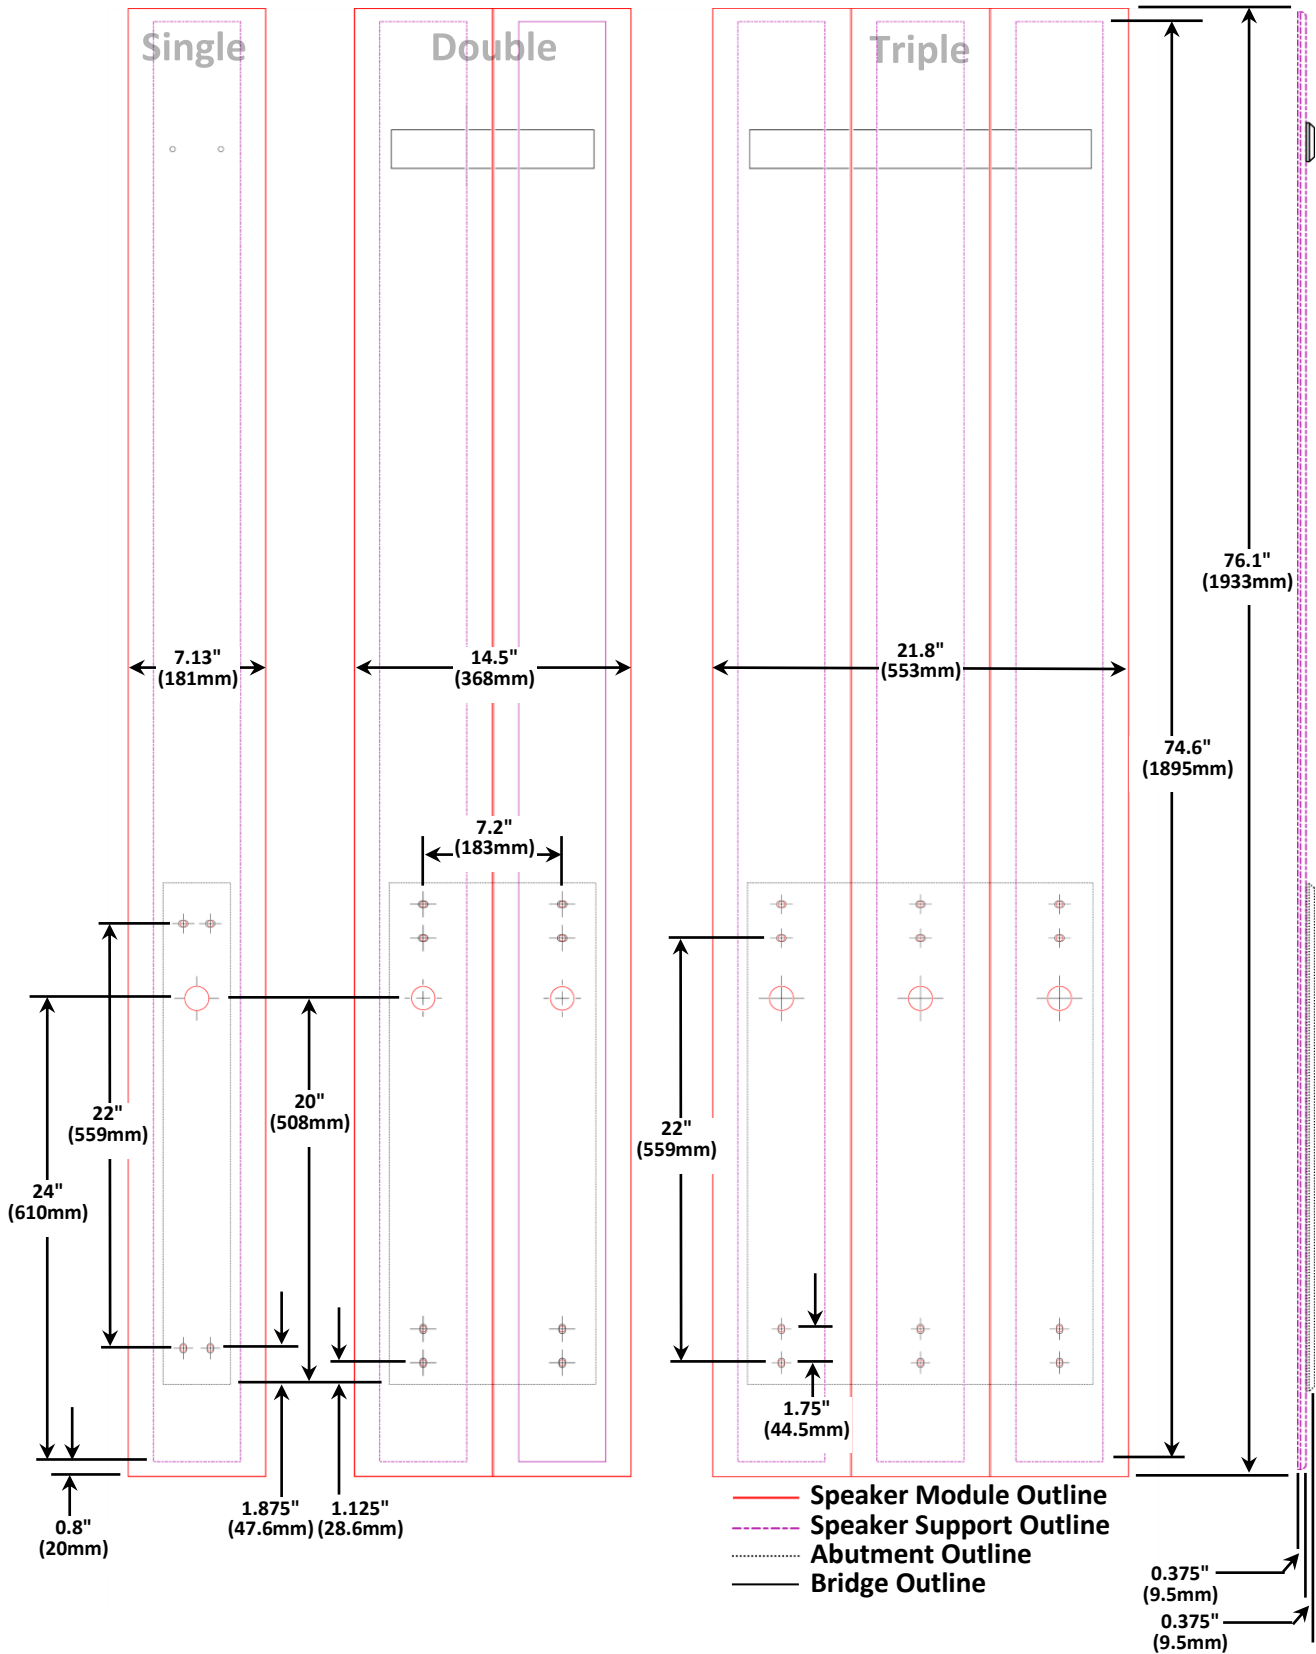 Single
Double
Triple
76.1"
(1933mm)
7.13"
(181mm)
14.5"
(368mm)
21.8"
(553mm)
74.6"
(1895mm)
7.2"
(183mm)
22"
(559mm)
20"
(508mm)
22"
(559mm)
24"
(610mm)
1.75"
(44.5mm)
0.8"
(20mm)
1.875"
(47.6mm)
1.125"
(28.6mm)
Speaker Module Outline
Speaker Support Outline
Abutment Outline
Bridge Outline
0.375"
(9.5mm)
0.375"
(9.5mm)